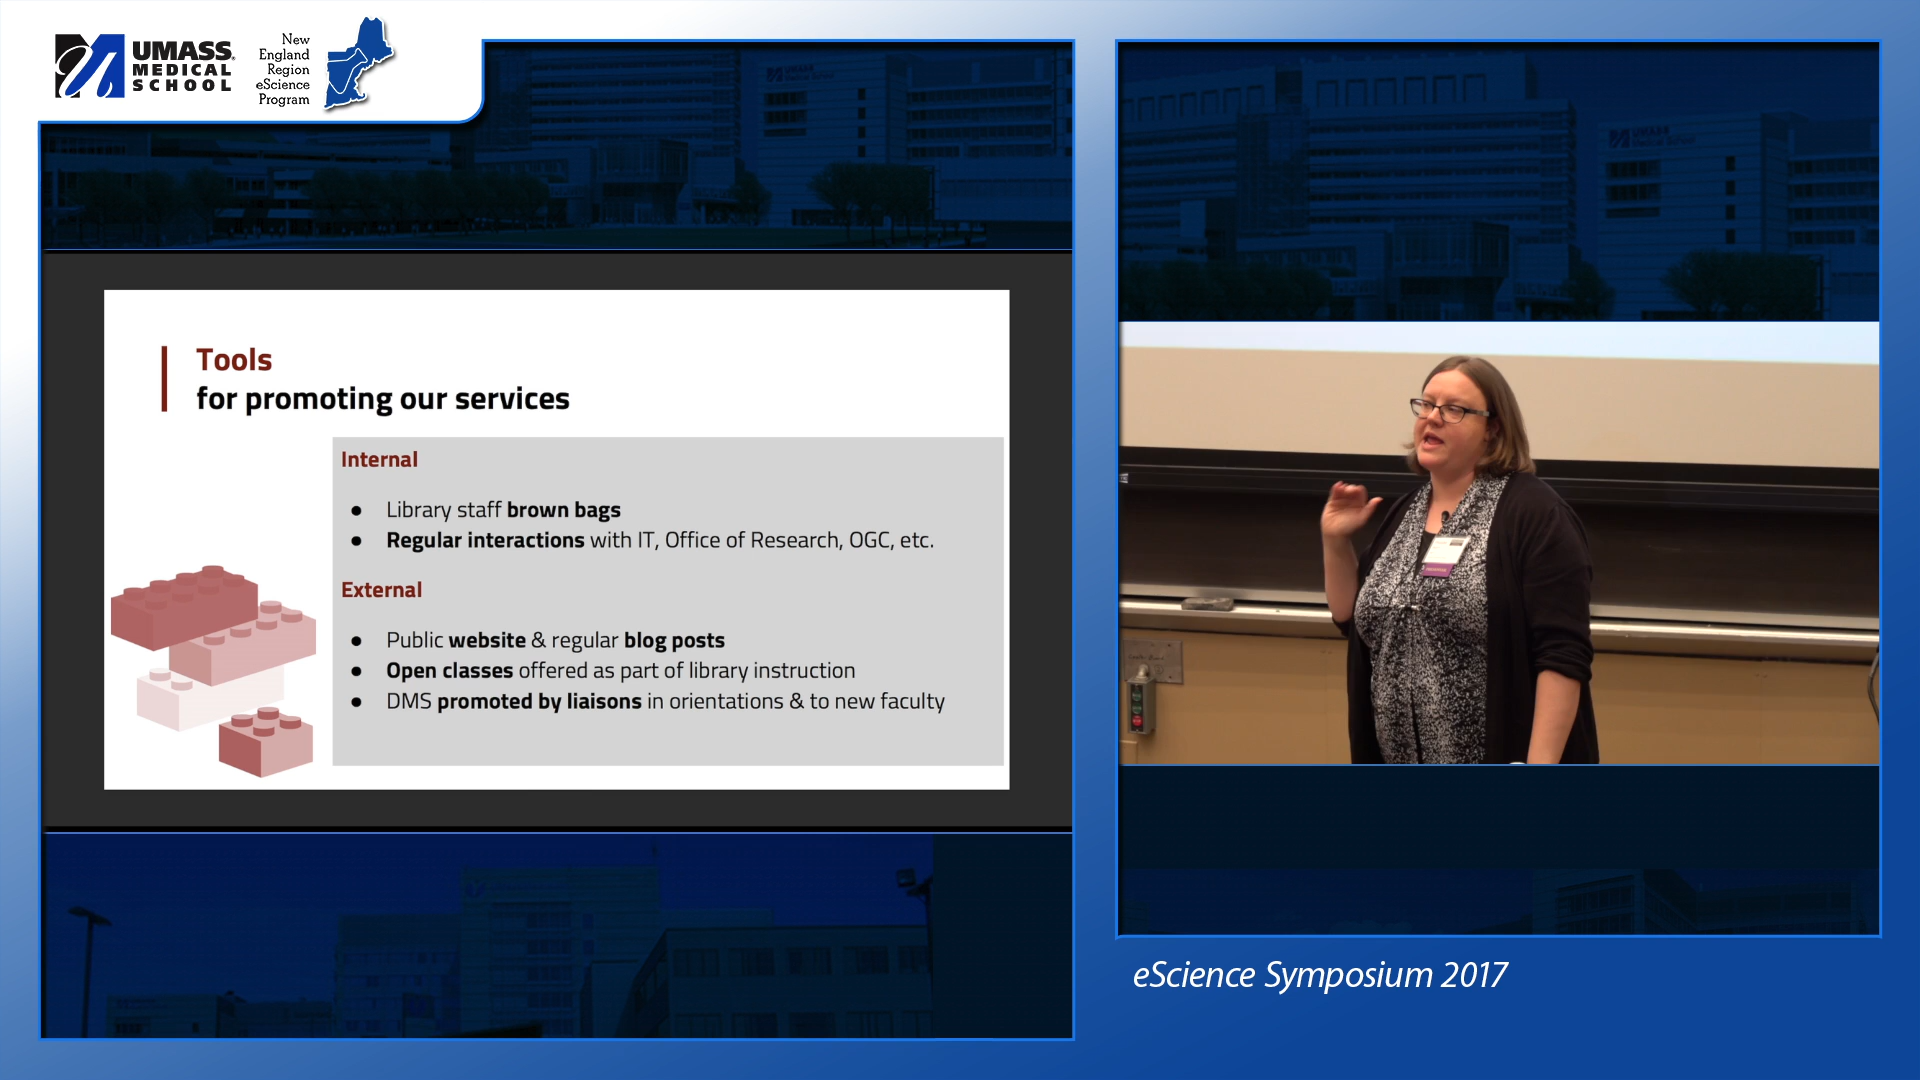 UMASS
MEDICAL
SCHOOL
New
England
Region
eScience
Program
Tools
for promoting our services
Internal
● Library staff brown bags
● Regular interactions with IT, Office of Research, OGC, etc.
External
● Public website & regular blog posts
● Open classes offered as part of library instruction
● DMS promoted by liaisons in orientations & to new faculty
eScience Symposium 2017